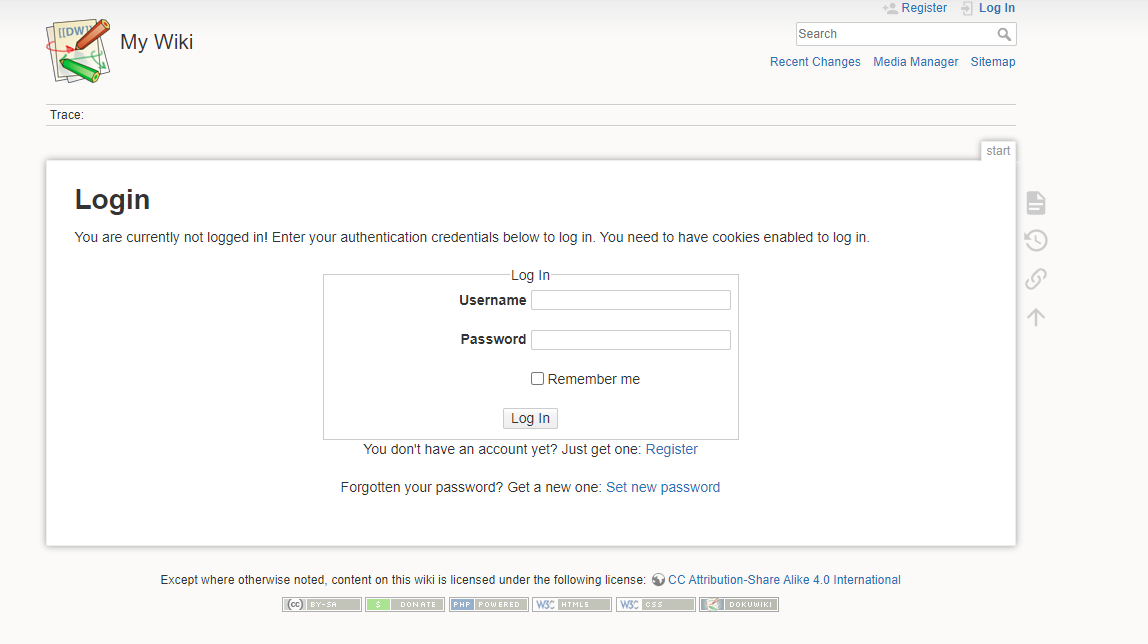 Register Log In
[[DW]]
My Wiki
Search
Recent Changes Media Manager Sitemap
Trace:
start
Login
You are currently not logged in! Enter your authentication credentials below to log in. You need to have cookies enabled to log in.
Log In
Username
Password
Remember me
Log In
You don't have an account yet? Just get one: Register
Forgotten your password? Get a new one: Set new password
Except where otherwise noted, content on this wiki is licensed under the following license: CC Attribution-Share Alike 4.0 International
cc BY-SA $ DONATE PHP POWERED W3C HTML5 W3C CSS DOKUWIKI